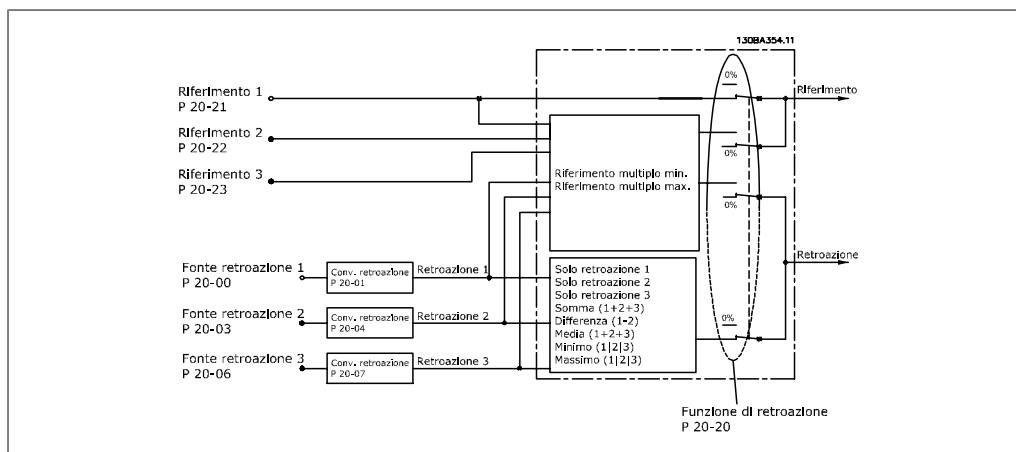 130BA354.11
Riferimento 1
P 20-21
Riferimento 2
P 20-22
Riferimento 3
P 20-23
0%
Riferimento
Riferimento multiplo min.
Riferimento multiplo max.
0%
0%
Retroazione
Fonte retroazione 1
P 20-00
Conv. retroazione
P 20-01
Retroazione 1
Fonte retroazione 2
P 20-03
Conv. retroazione
P 20-04
Retroazione 2
Fonte retroazione 3
P 20-06
Conv. retroazione
P 20-07
Retroazione 3
Solo retroazione 1
Solo retroazione 2
Solo retroazione 3
Somma (1+2+3)
Differenza (1-2)
Media (1+2+3)
Minimo (1|2|3)
Massimo (1|2|3)
0%
Funzione di retroazione
P 20-20